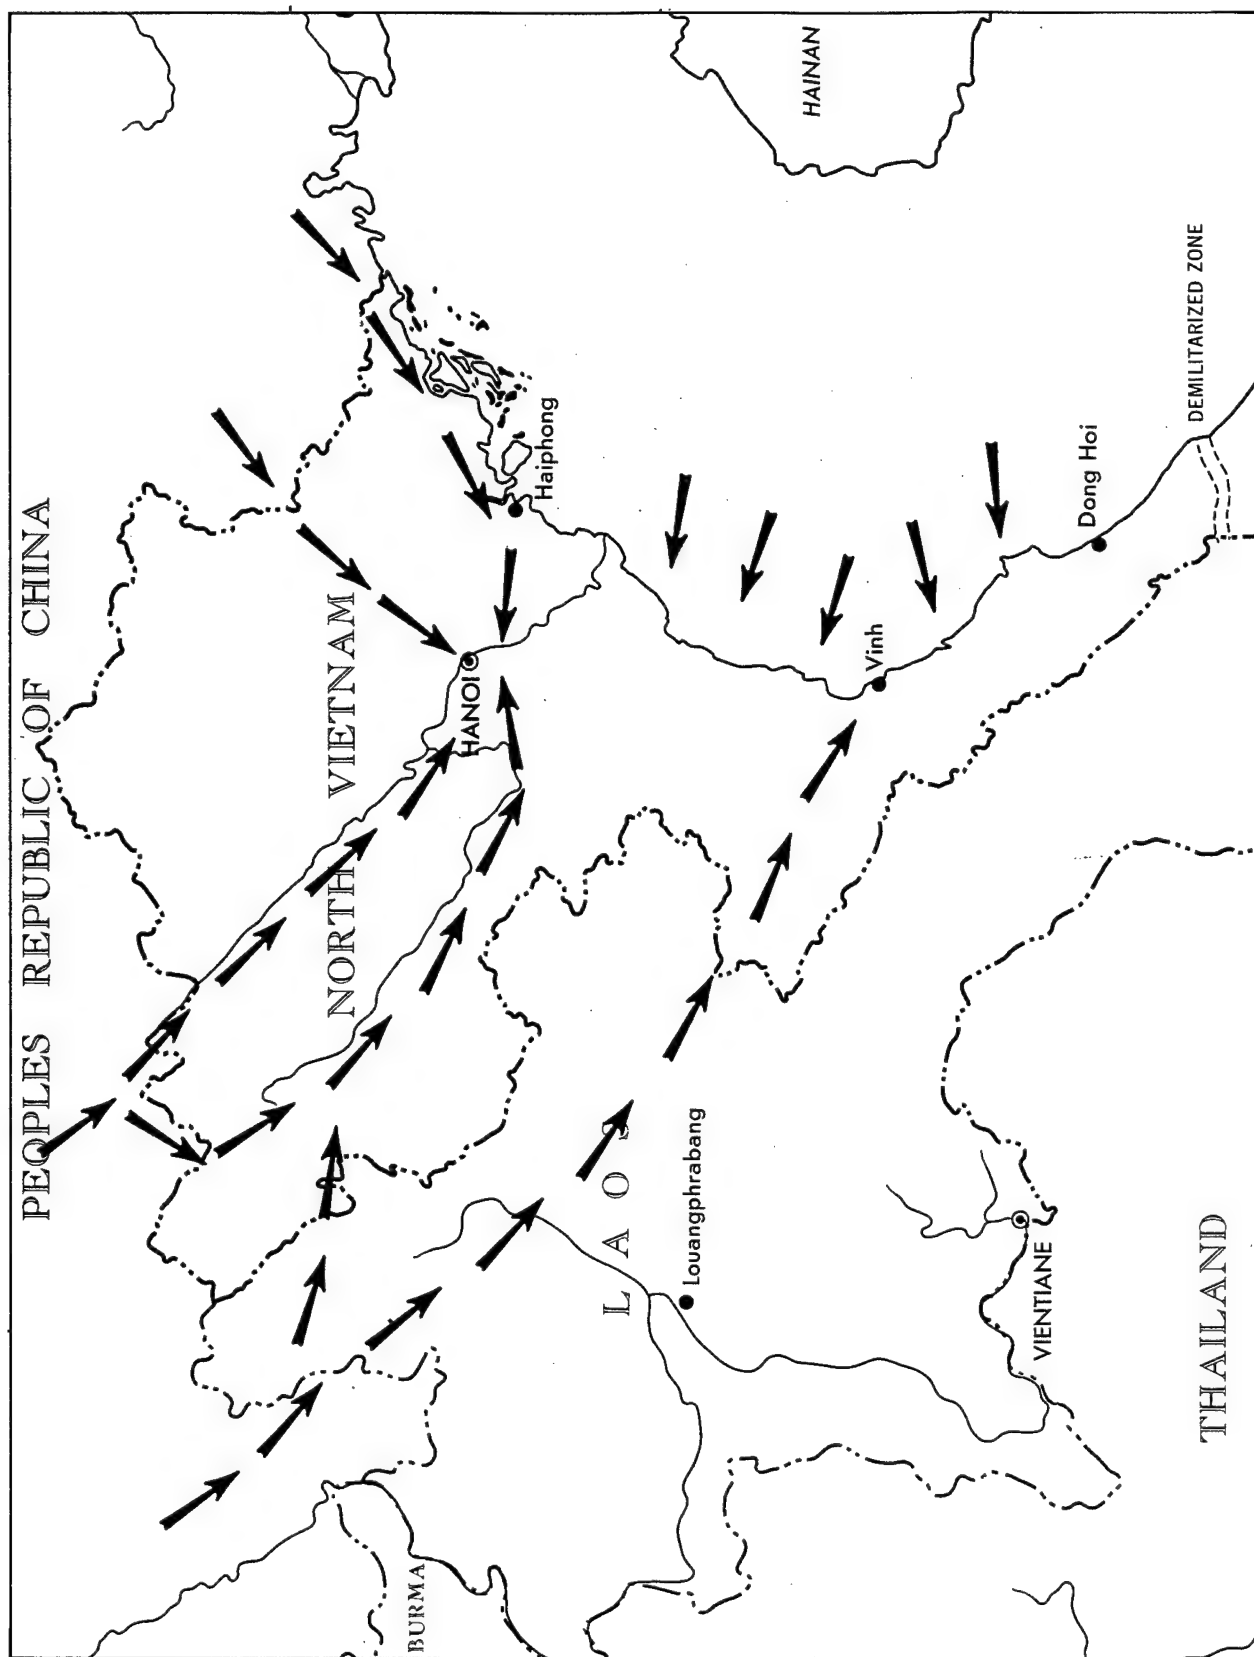 PEOPLES REPUBLIC OF CHINA
NORTH VIETNAM
HANOI
Haiphong
HAINAN
BURMA
LAOS
Louangphrabang
Vinh
Dong Hoi
DEMILITARIZED ZONE
VIENTIANE
THAILAND